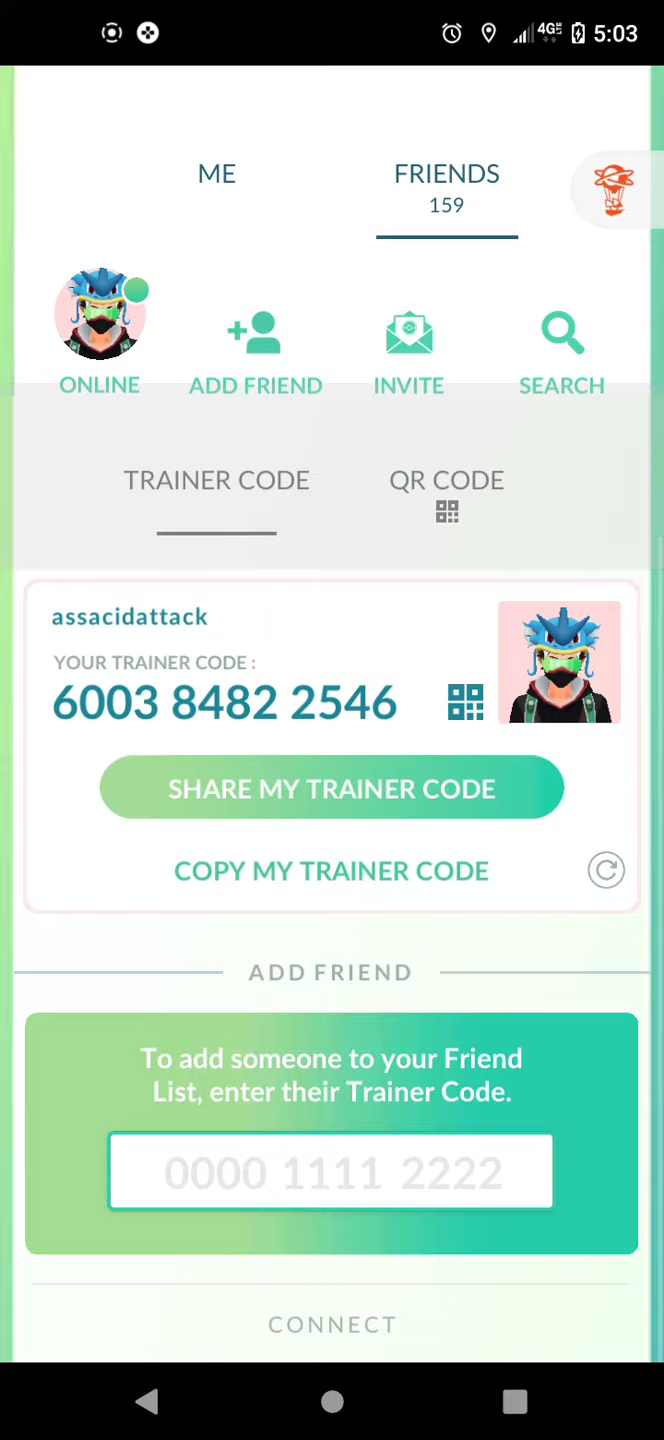 4GE 5:03
ME
FRIENDS
159
ONLINE
ADD FRIEND
INVITE
SEARCH
TRAINER CODE
QR CODE
assacidattack
YOUR TRAINER CODE :
6003 8482 2546
SHARE MY TRAINER CODE
COPY MY TRAINER CODE
ADD FRIEND
To add someone to your Friend
List, enter their Trainer Code.
0000 1111 2222
CONNECT